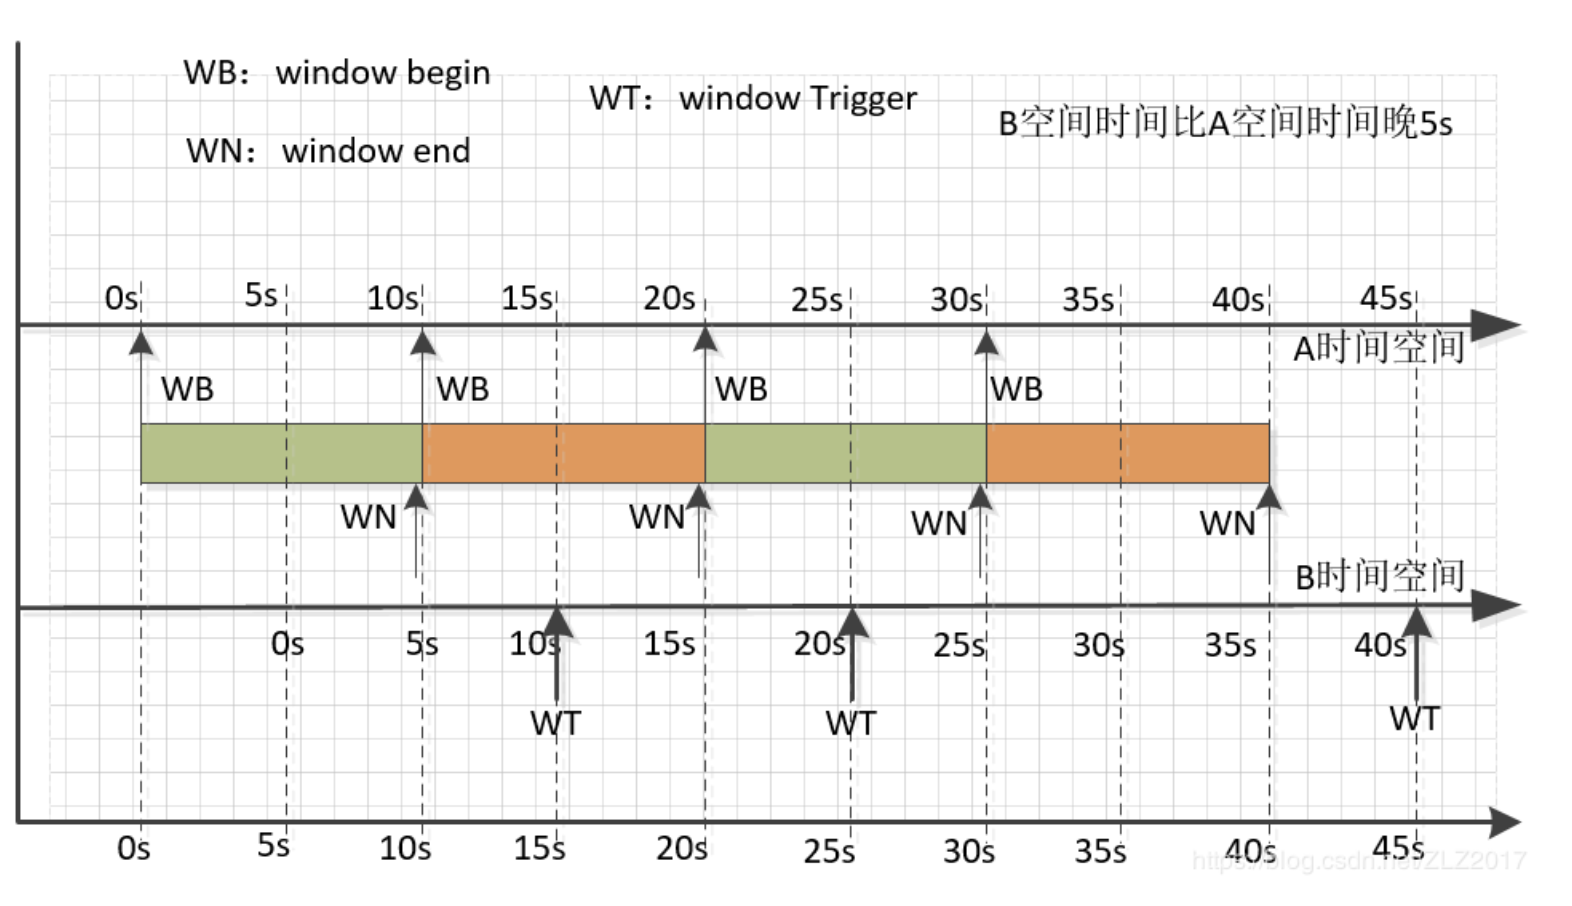 WB： window begin
WT： window Trigger
B空间时间比A空间时间晚5s
WN： window end
0s 5s 10s 15s 20s 25s 30s 35s 40s 45s
A时间空间
WB WB WB WB
WN WN WN WN
B时间空间
0s 5s 10s 15s 20s 25s 30s 35s 40s
WT WT WT
0s 5s 10s 15s 20s 25s 30s 35s 40s 45s
https://blog.csdn.net/ZLZ2017